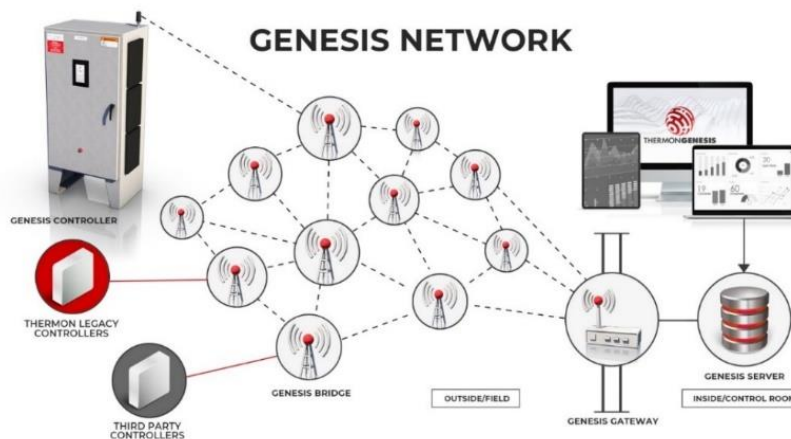 GENESIS NETWORK
THERMONGENESIS
GENESIS CONTROLLER
THERMON LEGACY
CONTROLLERS
THIRD PARTY
CONTROLLERS
GENESIS BRIDGE
OUTSIDE/FIELD
GENESIS GATEWAY
GENESIS SERVER
INSIDE/CONTROL ROOM